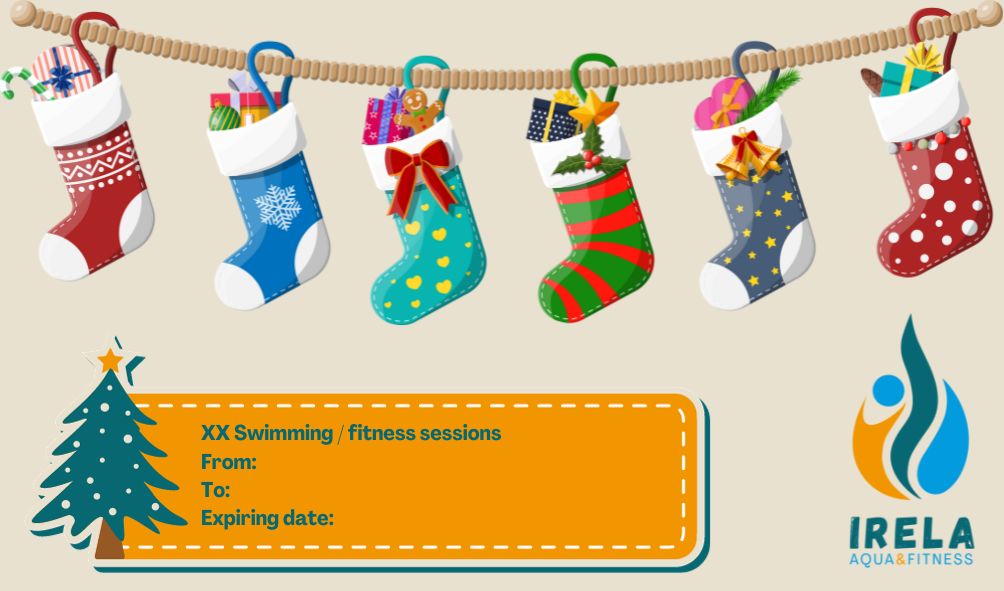 XX Swimming / fitness sessions
From:
To:
Expiring date:
IRELA
AQUA&FITNESS